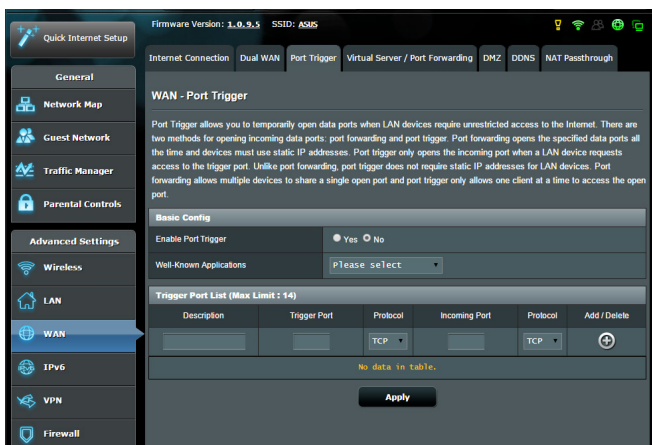 Quick Internet Setup
General
Network Map
Guest Network
Traffic Manager
Parental Controls
Advanced Settings
Wireless
LAN
WAN
IPv6
VPN
Firewall
Firmware Version: 1.0.9.5 SSID: ASUS
Internet Connection Dual WAN Port Trigger Virtual Server / Port Forwarding DMZ DDNS NAT Passthrough
WAN - Port Trigger
Port Trigger allows you to temporarily open data ports when LAN devices require unrestricted access to the Internet. There are
two methods for opening incoming data ports: port forwarding and port trigger. Port forwarding opens the specified data ports all
the time and devices must use static IP addresses. Port trigger only opens the incoming port when a LAN device requests
access to the trigger port. Unlike port forwarding, port trigger does not require static IP addresses for LAN devices. Port
forwarding allows multiple devices to share a single open port and port trigger only allows one client at a time to access the open
port.
Basic Config
Enable Port Trigger Yes No
Well-Known Applications Please select
Trigger Port List (Max Limit : 14)
Description Trigger Port Protocol Incoming Port Protocol Add / Delete
TCP TCP
No data in table.
Apply